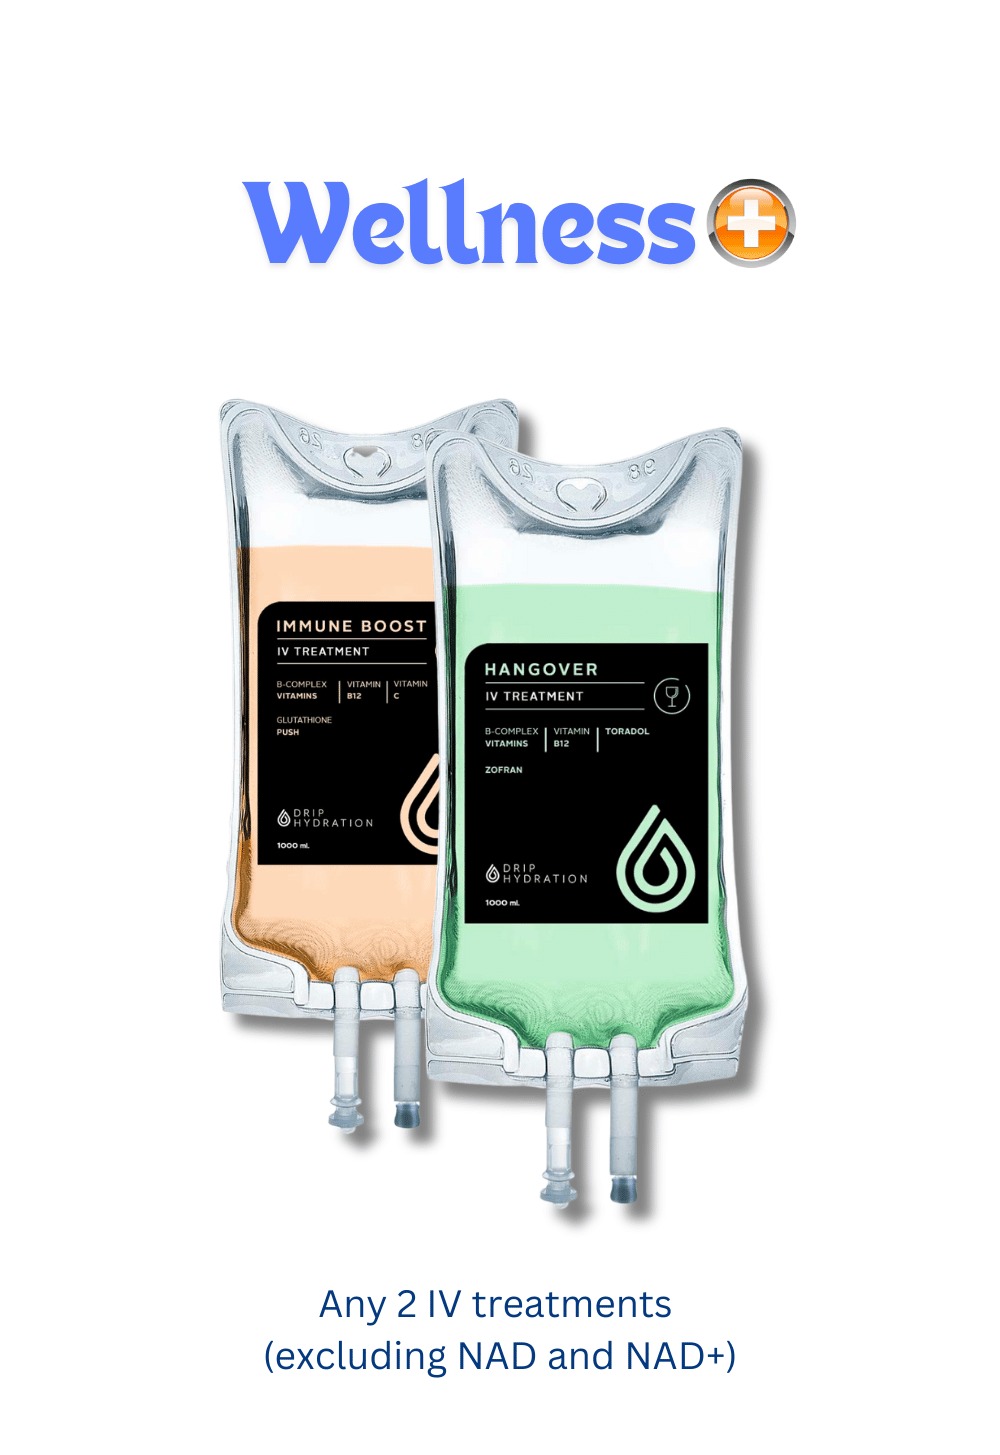 Wellness
IMMUNE BOOST
IV TREATMENT
B-COMPLEX VITAMINS
VITAMIN B12
VITAMIN C
GLUTATHIONE
PUSH
DRIP
HYDRATION
1000 ml.
HANGOVER
IV TREATMENT
B-COMPLEX VITAMINS
VITAMIN B12
TORADOL
ZOFRAN
DRIP
HYDRATION
1000 ml.
Any 2 IV treatments
(excluding NAD and NAD+)